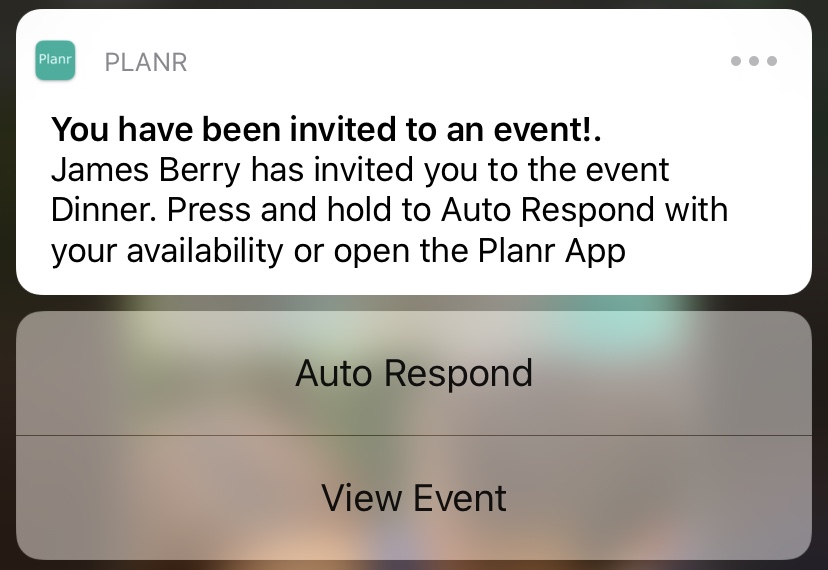 Planr
PLANR
You have been invited to an event!.
James Berry has invited you to the event
Dinner. Press and hold to Auto Respond with
your availability or open the Planr App
Auto Respond
View Event